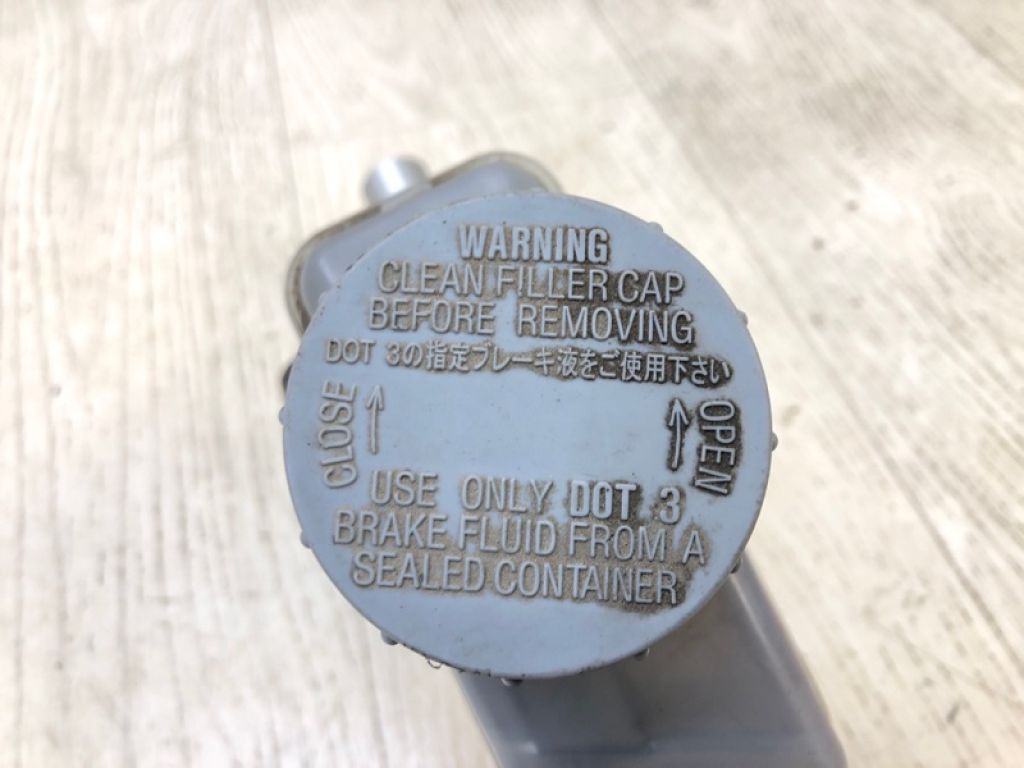 WARNING
CLEAN FILLER CAP
BEFORE REMOVING
DOT 3の指定ブレーキ液をご使用下さい
CLOSE ↑
↑ OPEN
USE ONLY DOT 3
BRAKE FLUID FROM A
SEALED CONTAINER